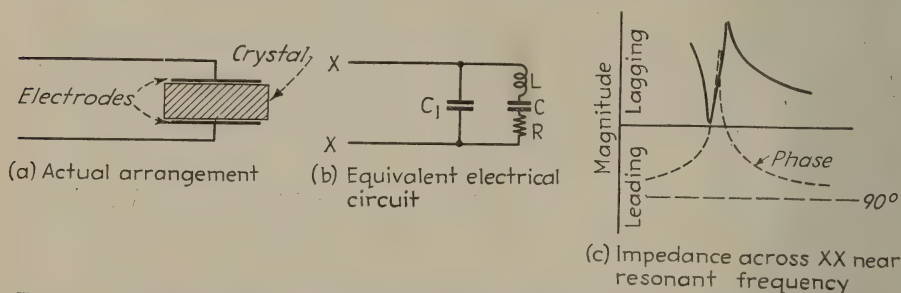 Crystal
Electrodes
(a) Actual arrangement
X
X
C1
L
C
R
(b) Equivalent electrical
circuit
Magnitude
Leading Lagging
Phase
90°
(c) Impedance across XX near
resonant frequency